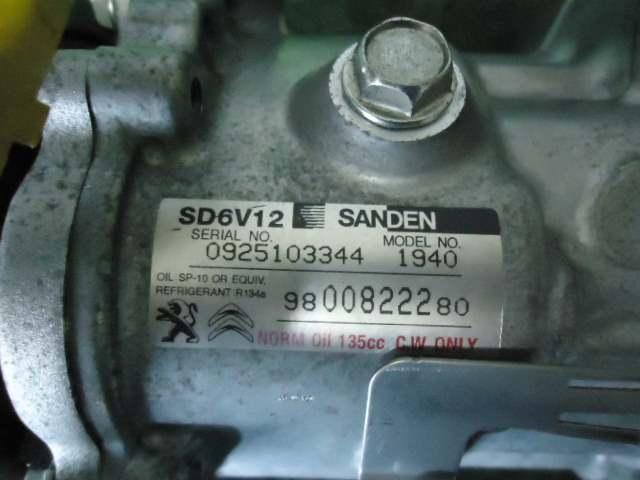 SD6V12 SANDEN
SERIAL NO. MODEL NO.
0925103344 1940
OIL SP-10 OR EQUIV.
REFRIGERANT R134a
9800822280
NORM Oil 135cc C.W ONLY